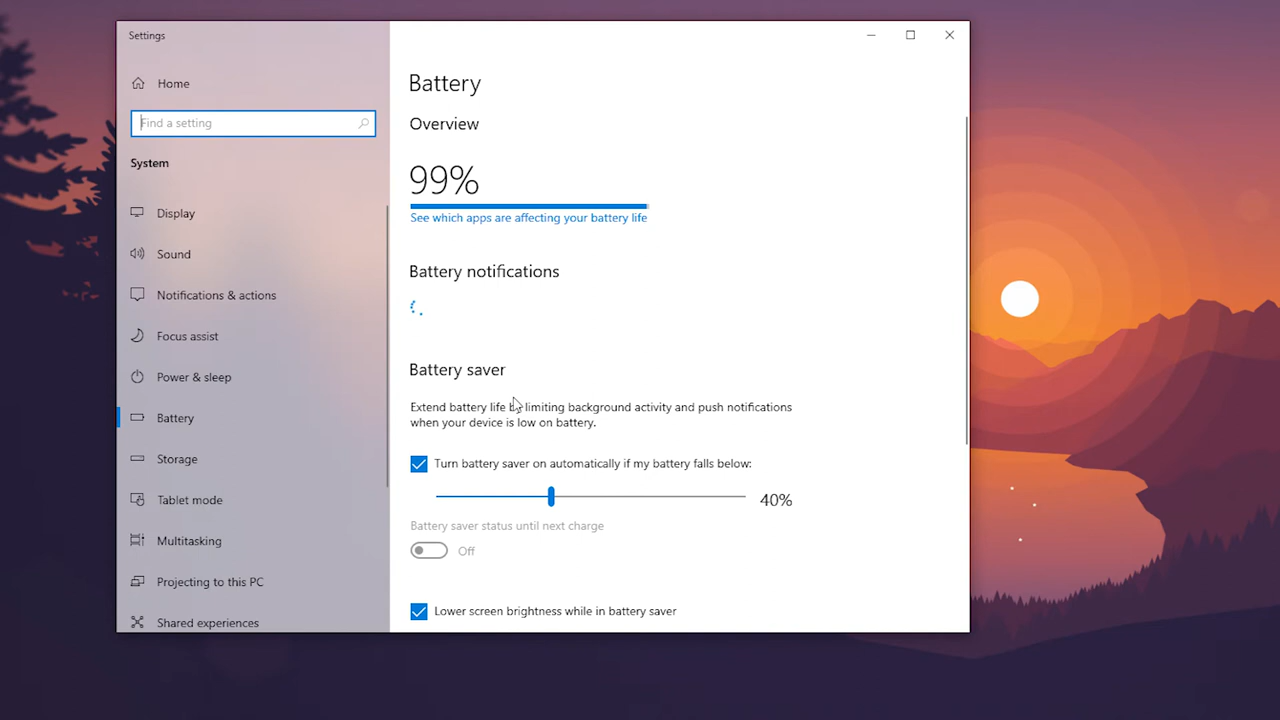 Settings
Home
Find a setting
System
Display
Sound
Notifications & actions
Focus assist
Power & sleep
Battery
Storage
Tablet mode
Multitasking
Projecting to this PC
Shared experiences
Battery
Overview
99%
See which apps are affecting your battery life
Battery notifications
Battery saver
Extend battery life by limiting background activity and push notifications
when your device is low on battery.
Turn battery saver on automatically if my battery falls below:
40%
Battery saver status until next charge
Off
Lower screen brightness while in battery saver